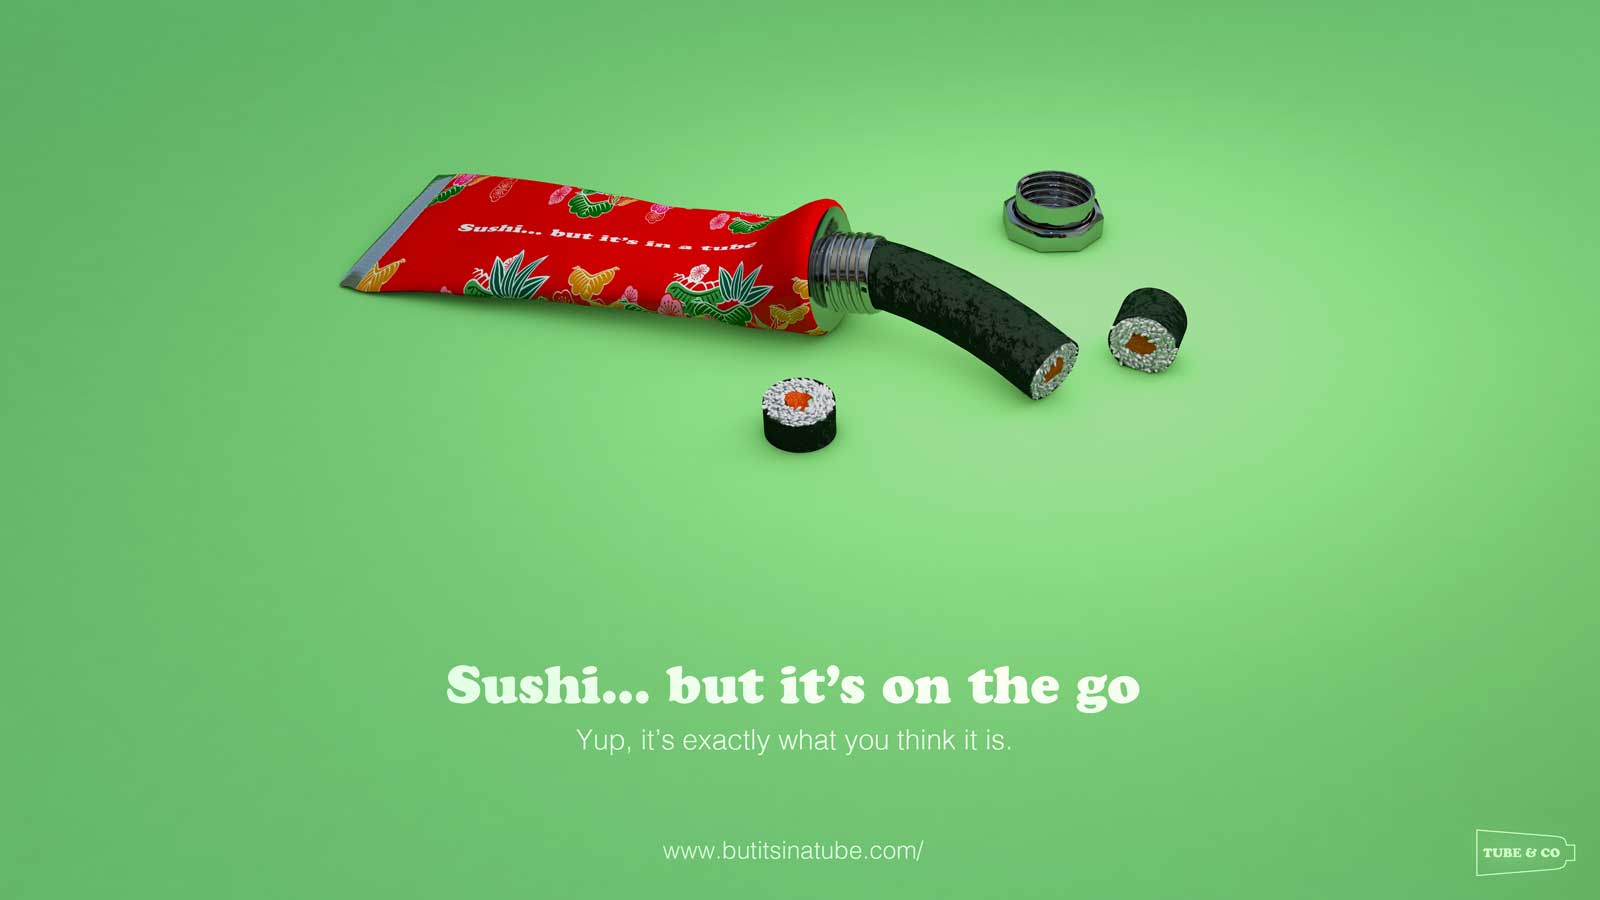 Sushi... but it's in a tube
Sushi... but it’s on the go
Yup, it’s exactly what you think it is.
www.butitsinatube.com/
TUBE & CO